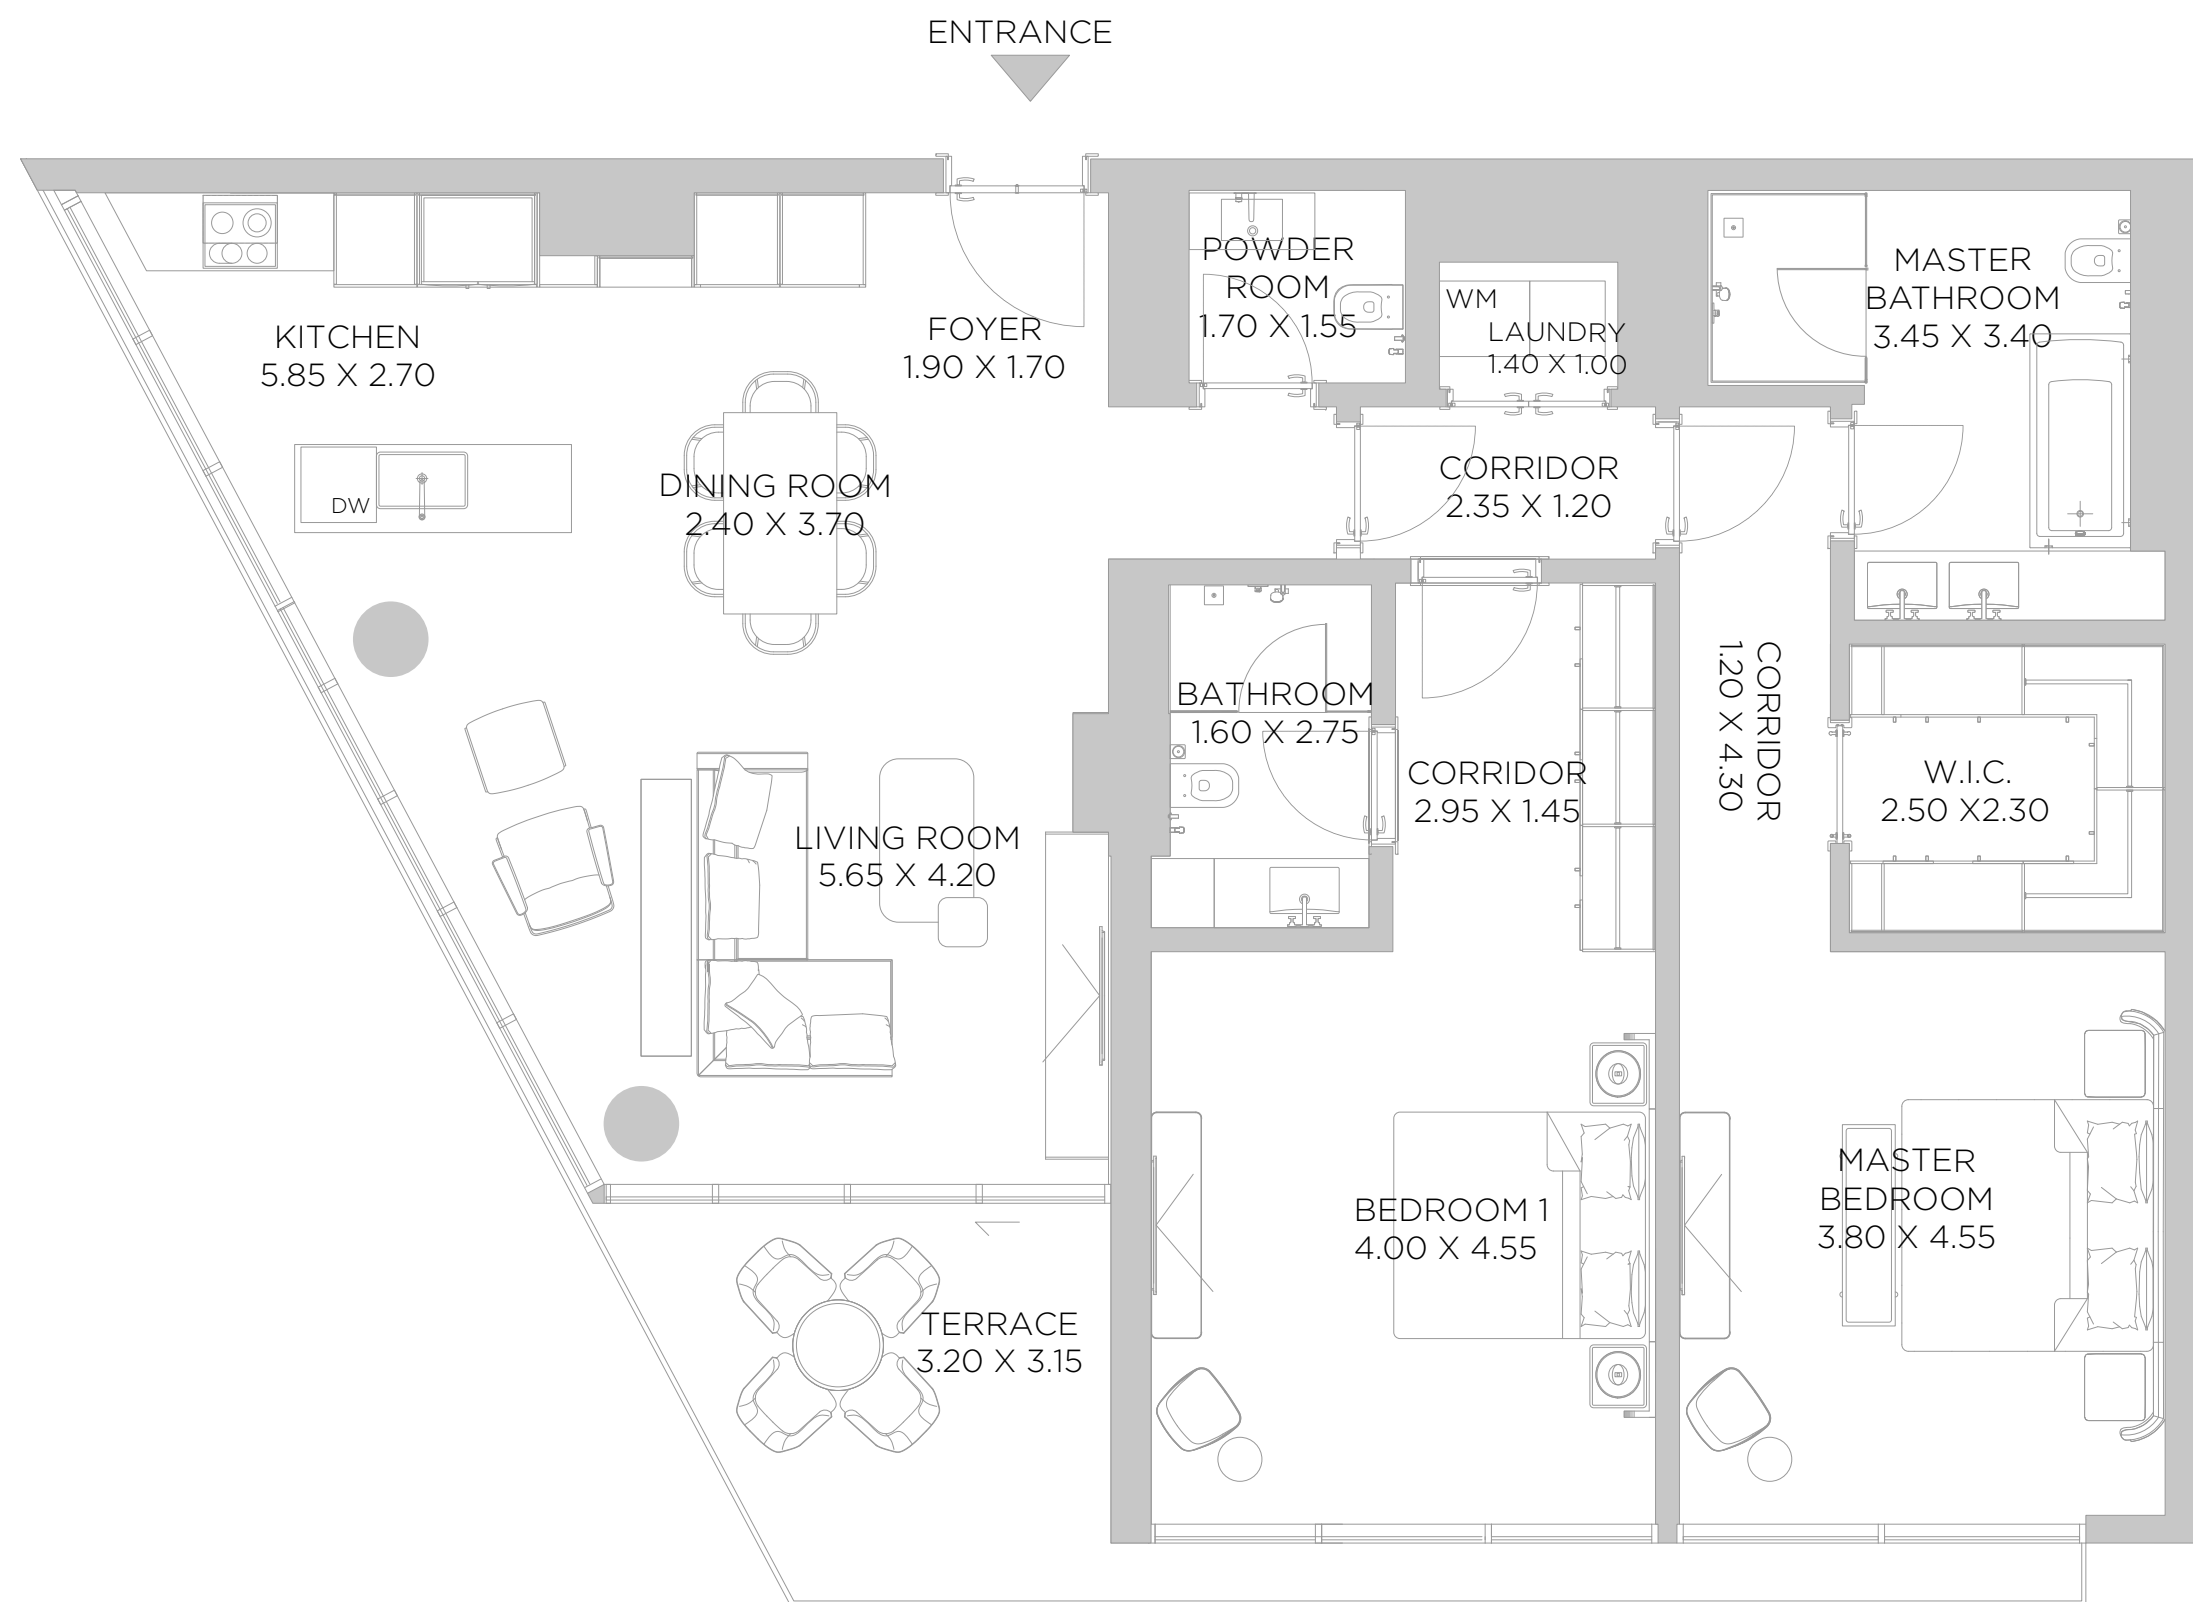 ENTRANCE
KITCHEN
5.85 X 2.70
FOYER
1.90 X 1.70
POWDER
ROOM
1.70 X 1.55
WM
LAUNDRY
1.40 X 1.00
MASTER
BATHROOM
3.45 X 3.40
DW
DINING ROOM
2.40 X 3.70
CORRIDOR
2.35 X 1.20
BATHROOM
1.60 X 2.75
CORRIDOR
2.95 X 1.45
CORRIDOR
1.20 X 4.30
W.I.C.
2.50 X2.30
LIVING ROOM
5.65 X 4.20
BEDROOM 1
4.00 X 4.55
MASTER
BEDROOM
3.80 X 4.55
TERRACE
3.20 X 3.15